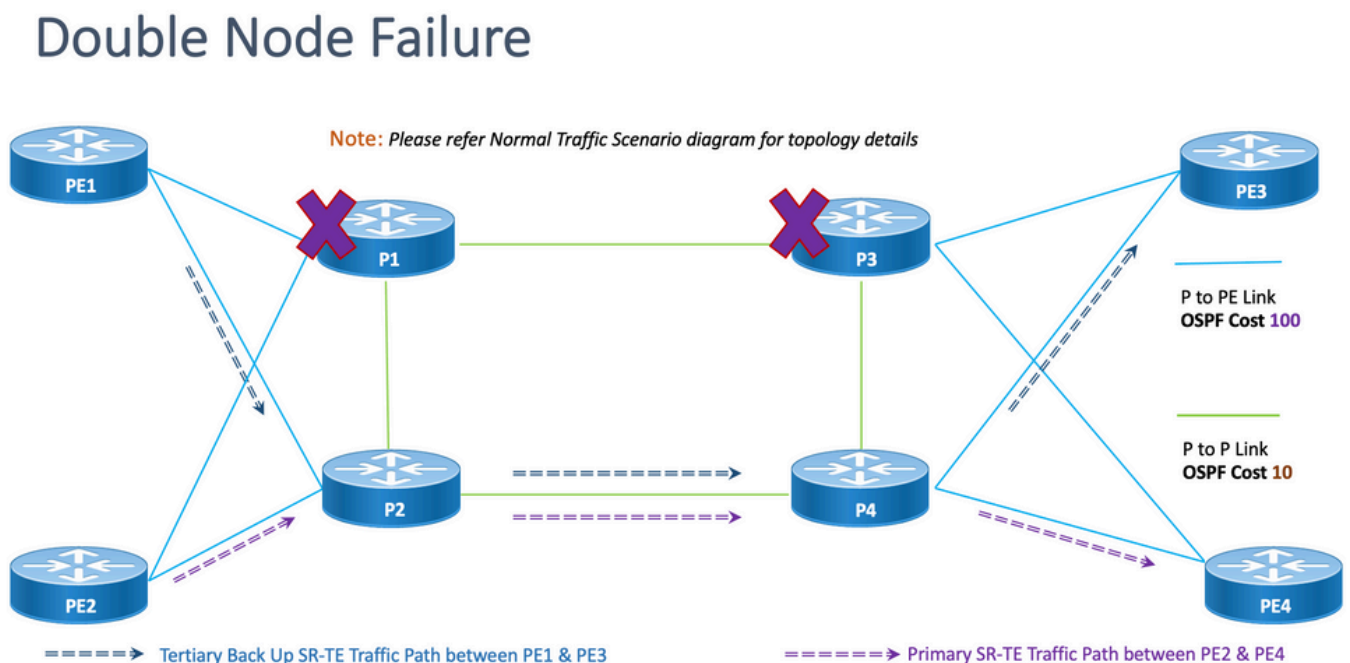 Double Node Failure
Note: Please refer Normal Traffic Scenario diagram for topology details
PE1
PE3
P1
P3
P to PE Link
OSPF Cost 100
P to P Link
OSPF Cost 10
P2
P4
PE2
PE4
Tertiary Back Up SR-TE Traffic Path between PE1 & PE3
Primary SR-TE Traffic Path between PE2 & PE4